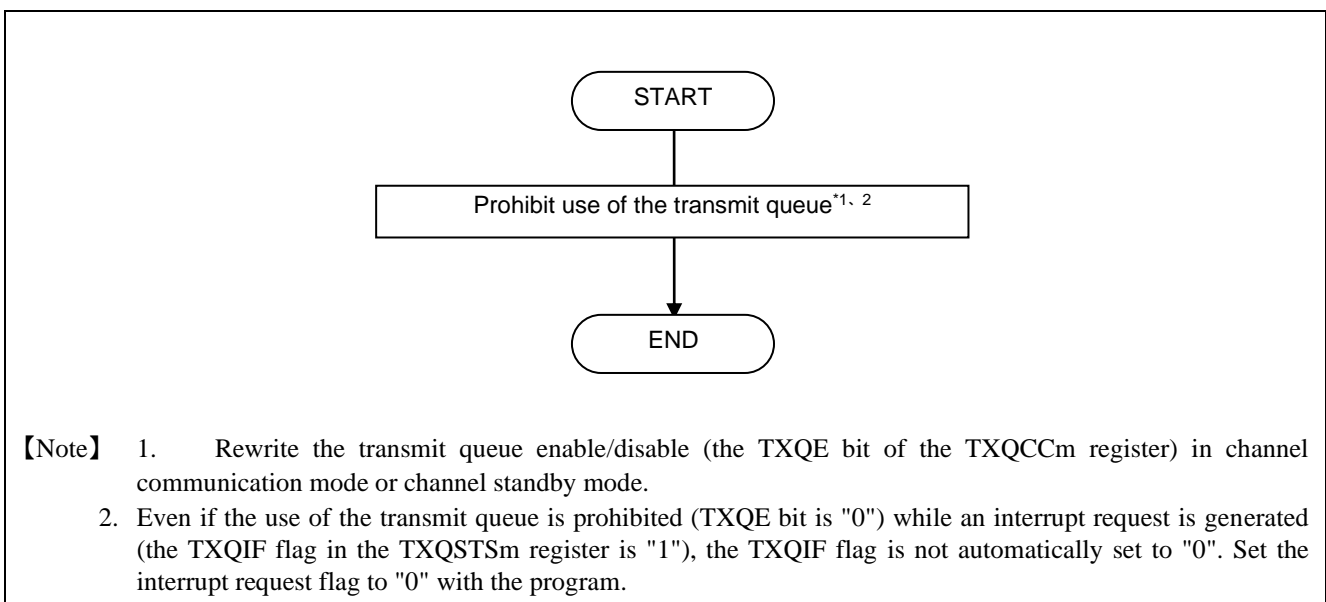 START
Prohibit use of the transmit queue*1、2
END
【Note】 1. Rewrite the transmit queue enable/disable (the TXQE bit of the TXQCCm register) in channel
communication mode or channel standby mode.
2. Even if the use of the transmit queue is prohibited (TXQE bit is "0") while an interrupt request is generated
(the TXQIF flag in the TXQSTSm register is "1"), the TXQIF flag is not automatically set to "0". Set the
interrupt request flag to "0" with the program.